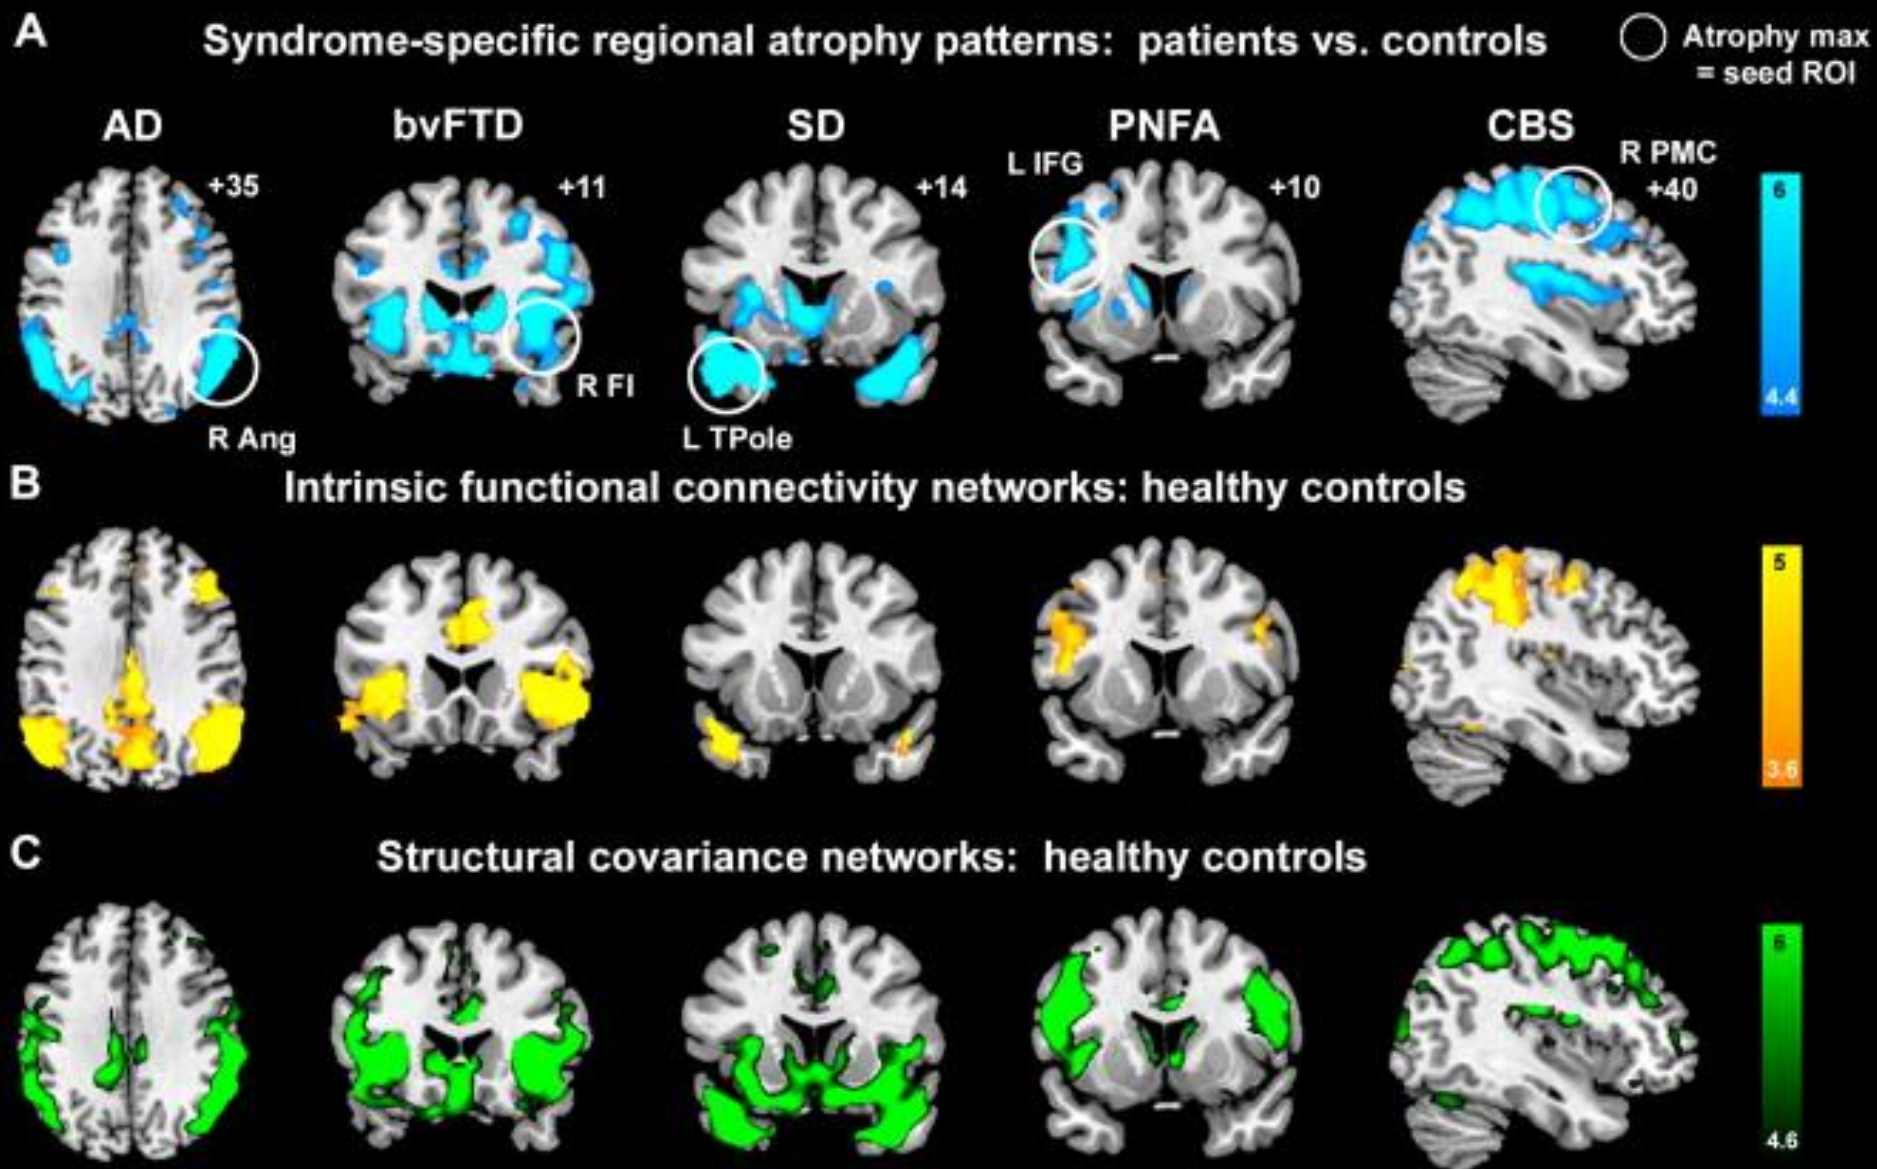 A
Syndrome-specific regional atrophy patterns: patients vs. controls
Atrophy max
= seed ROI
AD
bvFTD
SD
PNFA
CBS
+35
+11
+14
L IFG
+10
R PMC
+40
6
4.4
R Ang
R FI
L TPole
B
Intrinsic functional connectivity networks: healthy controls
5
3.6
C
Structural covariance networks: healthy controls
6
4.6